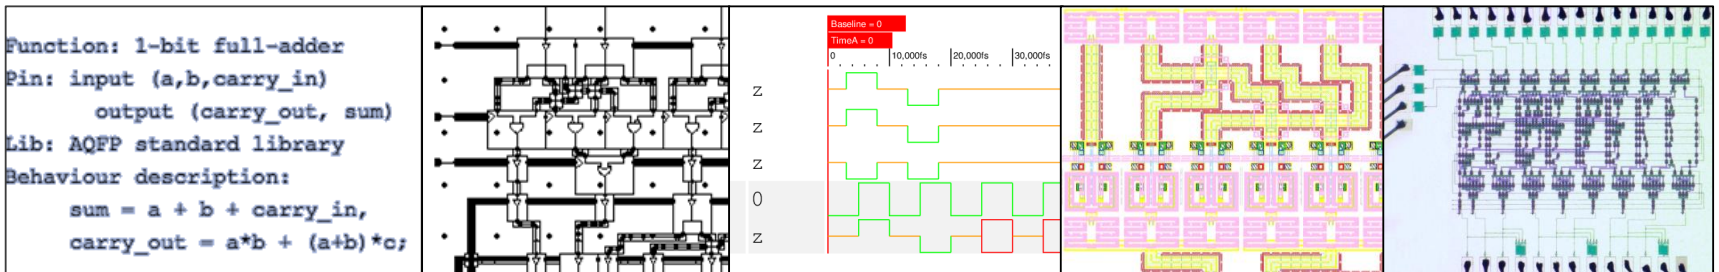 Function: 1-bit full-adder
Pin: input (a,b,carry_in)
output (carry_out, sum)
Lib: AQFP standard library
Behaviour description:
sum = a + b + carry_in,
carry_out = a*b + (a+b)*c;
Baseline = 0
TimeA = 0
0 10,000fs 20,000fs 30,000fs
z
z
z
0
z